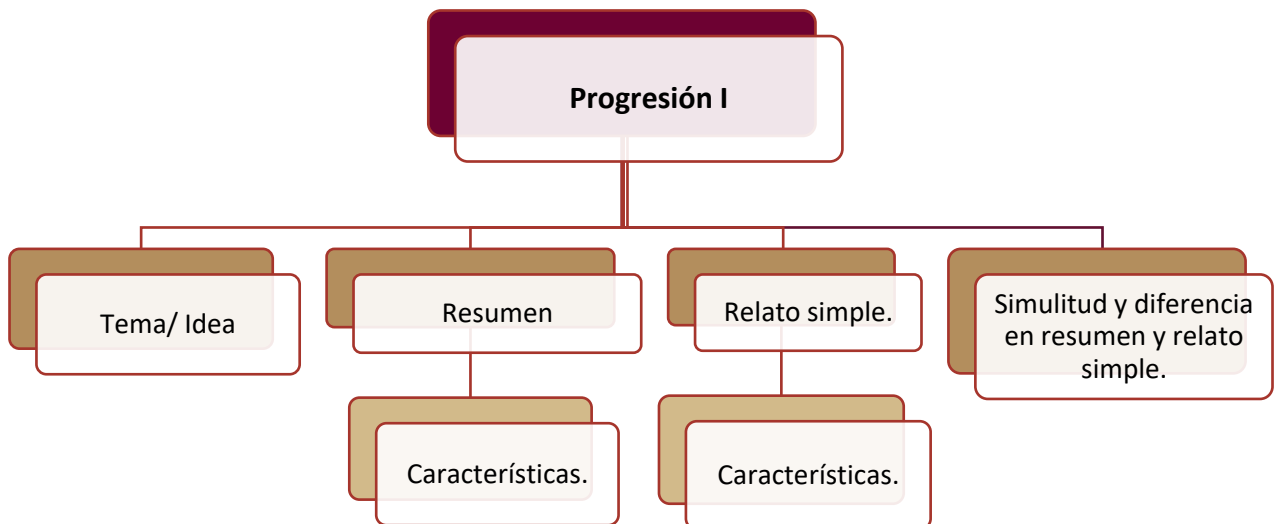 Progresión I
Tema/ Idea
Resumen
Relato simple.
Simulitud y diferencia
en resumen y relato
simple.
Características.
Características.